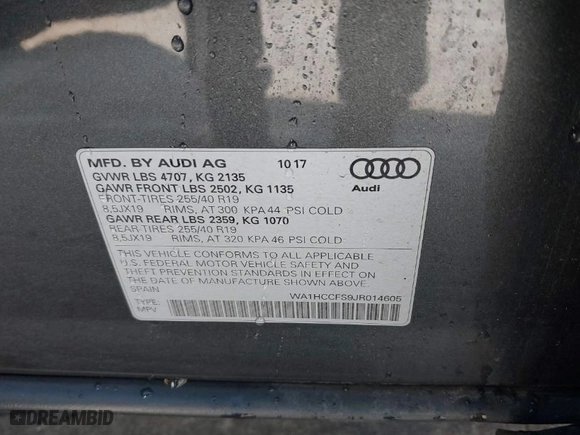 MFD. BY AUDI AG 10 17
GVWR LBS 4707, KG 2135
GAWR FRONT LBS 2502, KG 1135
FRONT-TIRES 255/40 R19
8,5JX19 RIMS, AT 300 KPA 44 PSI COLD
GAWR REAR LBS 2359, KG 1070
REAR-TIRES 255/40 R19
8,5JX19 RIMS, AT 320 KPA 46 PSI COLD
Audi
THIS VEHICLE CONFORMS TO ALL APPLICABLE
U.S. FEDERAL MOTOR VEHICLE SAFETY AND
THEFT PREVENTION STANDARDS IN EFFECT ON
THE DATE OF MANUFACTURE SHOWN ABOVE.
SPAIN
WA1HCCFS9JR014605
TYPE:
MPV
DREAMBID